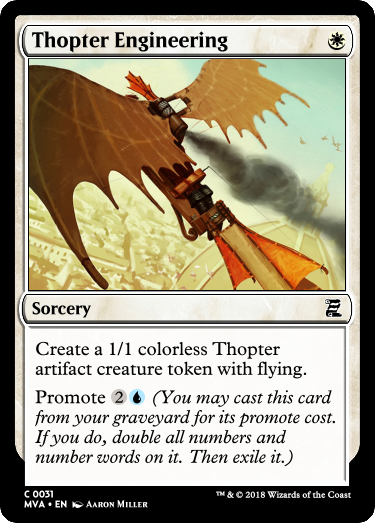 Thopter Engineering
Sorcery
Create a 1/1 colorless Thopter
artifact creature token with flying.
Promote 2 (You may cast this card
from your graveyard for its promote cost.
If you do, double all numbers and
number words on it. Then exile it.)
C 0031
MVA • EN Aaron Miller
™ & © 2018 Wizards of the Coast